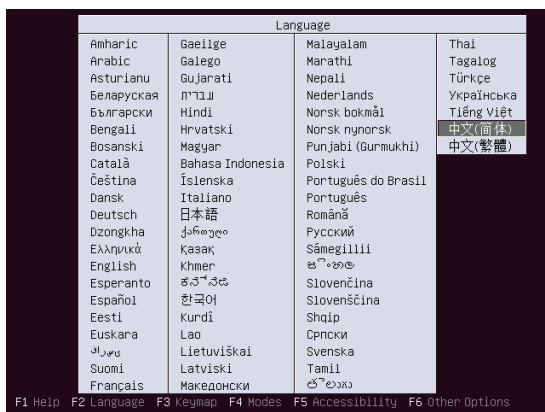 Language
Amharic
Arabic
Asturianu
Беларуская
Български
Bengali
Bosanski
Català
Čeština
Dansk
Deutsch
Dzongkha
Ελληνικά
English
Esperanto
Español
Eesti
Euskara
Suomi
Français
Gaeilge
Galego
Gujarati
עברית
Hindi
Hrvatski
Magyar
Bahasa Indonesia
Íslenska
Italiano
日本語
ქართული
Қазақ
Khmer
ಕನ್ನಡ
한국어
Kurdî
Lao
Lietuviškai
Latviski
Македонски
Malayalam
Marathi
Nepali
Nederlands
Norsk bokmål
Norsk nynorsk
Punjabi (Gurmukhi)
Polski
Português do Brasil
Português
Română
Русский
Sámegillii
සිංහල
Slovenčina
Slovenščina
Shqip
Српски
Svenska
Tamil
తెలుగు
Thai
Tagalog
Türkçe
Українська
Tiếng Việt
中文(简体)
中文(繁體)
F1 Help F2 Language F3 Keymap F4 Modes F5 Accessibility F6 Other Options